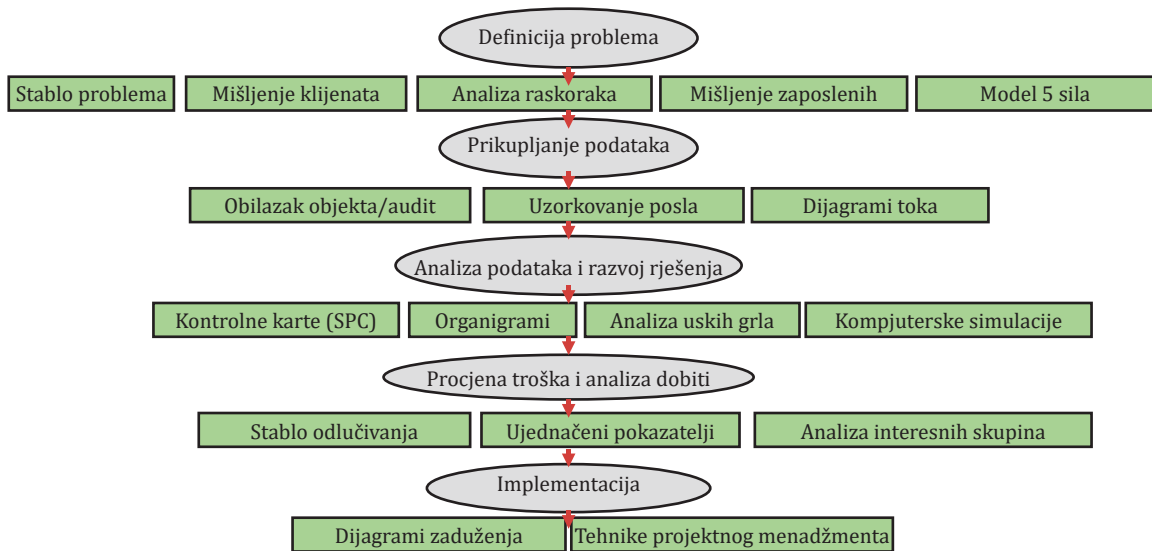 Definicija problema
Stablo problema
Mišljenje klijenata
Analiza raskoraka
Mišljenje zaposlenih
Model 5 sila
Prikupljanje podataka
Obilazak objekta/audit
Uzorkovanje posla
Dijagrami toka
Analiza podataka i razvoj rješenja
Kontrolne karte (SPC)
Organigrami
Analiza uskih grla
Kompjuterske simulacije
Procjena troška i analiza dobiti
Stablo odlučivanja
Ujednačeni pokazatelji
Analiza interesnih skupina
Implementacija
Dijagrami zaduženja
Tehnike projektnog menadžmenta